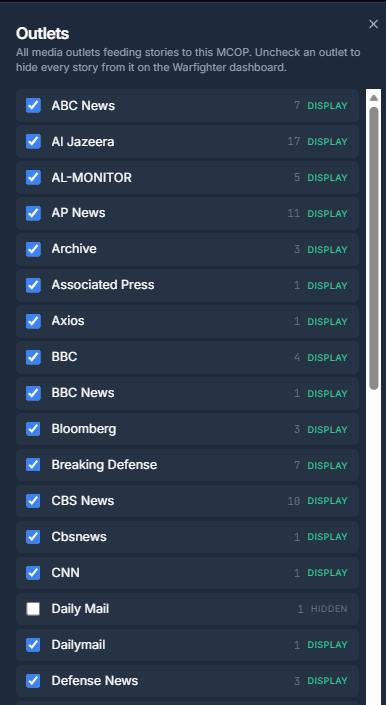 Outlets
×
All media outlets feeding stories to this MCOP. Uncheck an outlet to
hide every story from it on the Warfighter dashboard.
ABC News 7 DISPLAY
Al Jazeera 17 DISPLAY
AL-MONITOR 5 DISPLAY
AP News 11 DISPLAY
Archive 3 DISPLAY
Associated Press 1 DISPLAY
Axios 1 DISPLAY
BBC 4 DISPLAY
BBC News 1 DISPLAY
Bloomberg 3 DISPLAY
Breaking Defense 7 DISPLAY
CBS News 10 DISPLAY
Cbsnews 1 DISPLAY
CNN 1 DISPLAY
Daily Mail 1 HIDDEN
Dailymail 1 DISPLAY
Defense News 3 DISPLAY